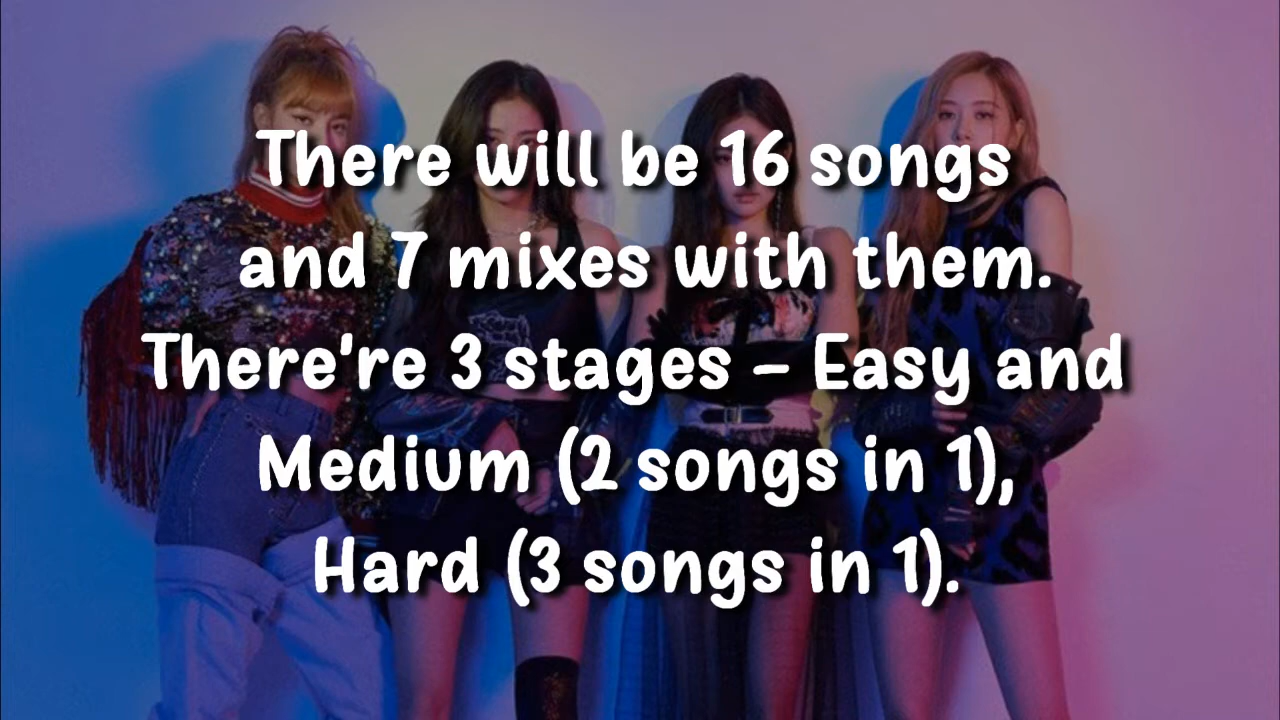 There will be 16 songs
and 7 mixes with them.
There're 3 stages – Easy and
Medium (2 songs in 1),
Hard (3 songs in 1).